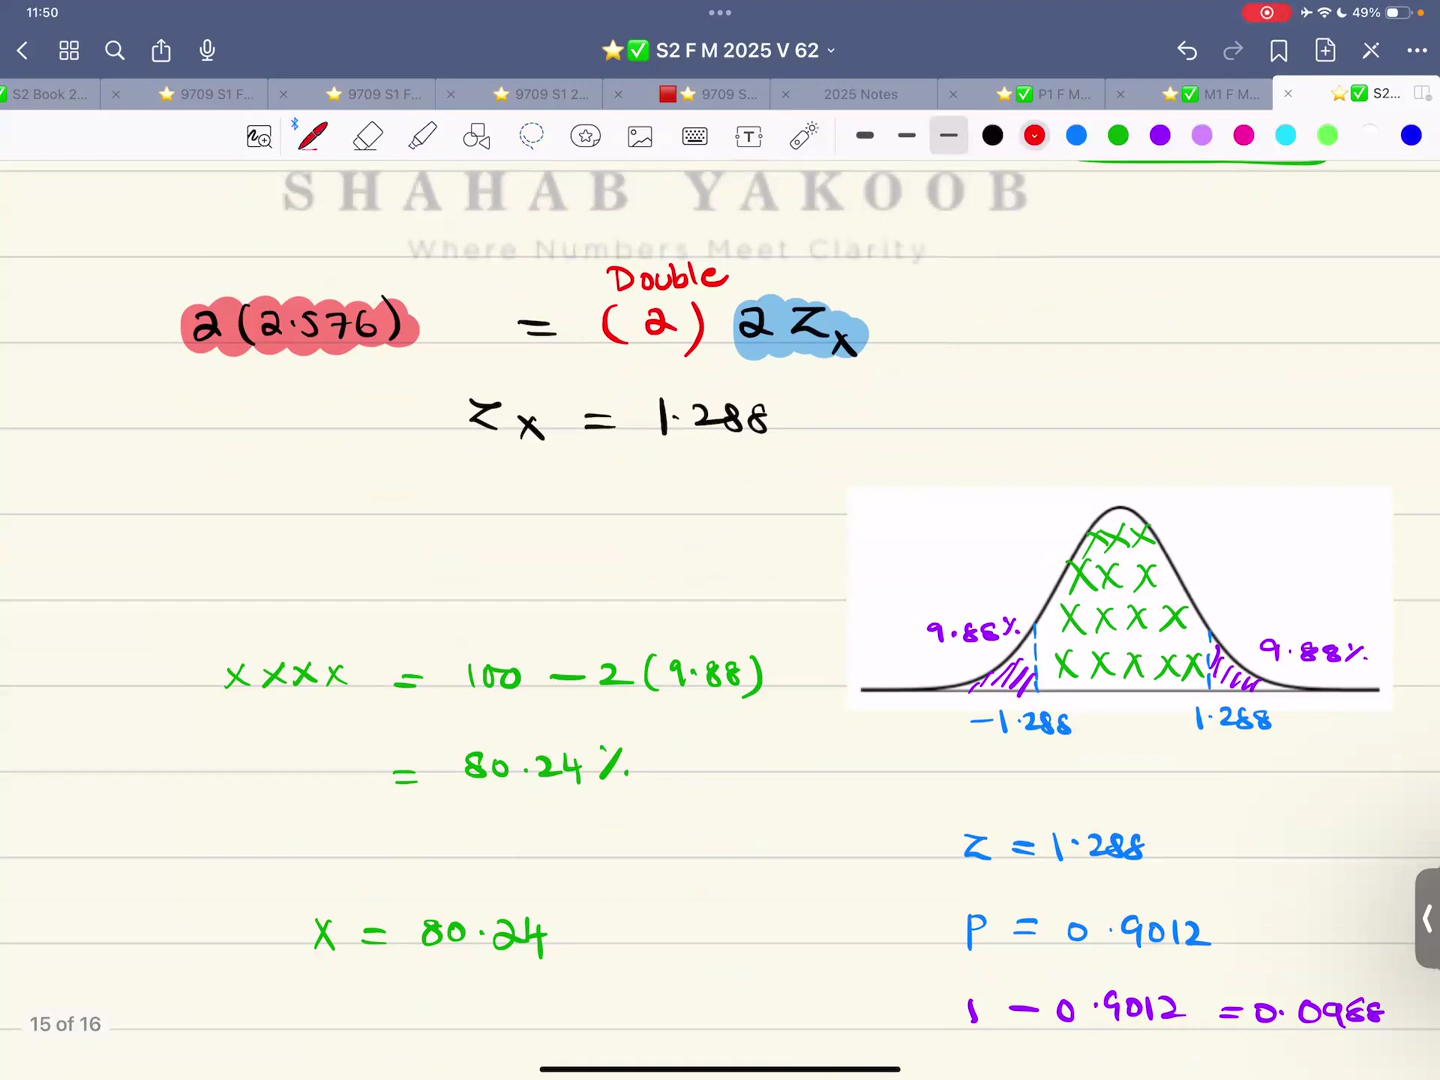 11:50
49%
⭐✅ S2 F M 2025 V 62
S2 Book 2...
⭐ 9709 S1 F...
⭐ 9709 S1 F...
⭐ 9709 S1 2...
🟥⭐ 9709 S...
2025 Notes
⭐✅ P1 F M...
⭐✅ M1 F M...
⭐✅ S2...
SHAHAB YAKOOB
Where Numbers Meet Clarity
Double
2(2.576) = (2) 2Zx
Zx = 1.288
9.88%
9.88%
-1.288
1.288
xxxx = 100 - 2(9.88)
= 80.24%
z = 1.288
x = 80.24
P = 0.9012
1 - 0.9012 = 0.0988
15 of 16